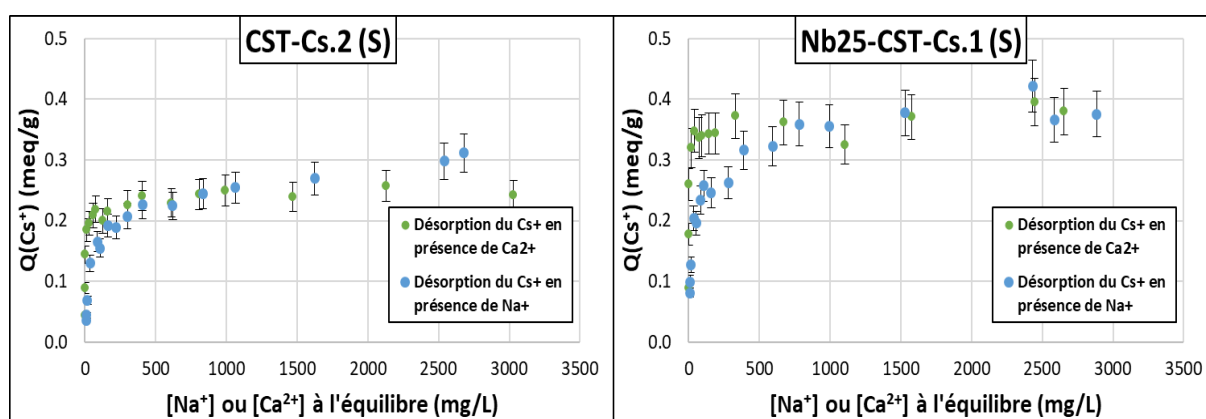 CST-Cs.2 (S)
Q(Cs⁺) (meq/g)
0.5
0.4
0.3
0.2
0.1
0.0
Désorption du Cs+ en
présence de Ca2+
Désorption du Cs+ en
présence de Na+
0 500 1000 1500 2000 2500 3000 3500
[Na⁺] ou [Ca²⁺] à l'équilibre (mg/L)
Nb25-CST-Cs.1 (S)
Q(Cs⁺) (meq/g)
0.5
0.4
0.3
0.2
0.1
0.0
Désorption du Cs+ en
présence de Ca2+
Désorption du Cs+ en
présence de Na+
0 500 1000 1500 2000 2500 3000 3500
[Na⁺] ou [Ca²⁺] à l'équilibre (mg/L)